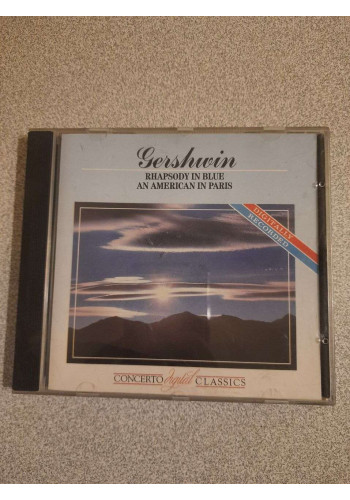 Gershwin
RHAPSODY IN BLUE
AN AMERICAN IN PARIS
DIGITALLY
RECORDED
CONCERTO digital CLASSICS